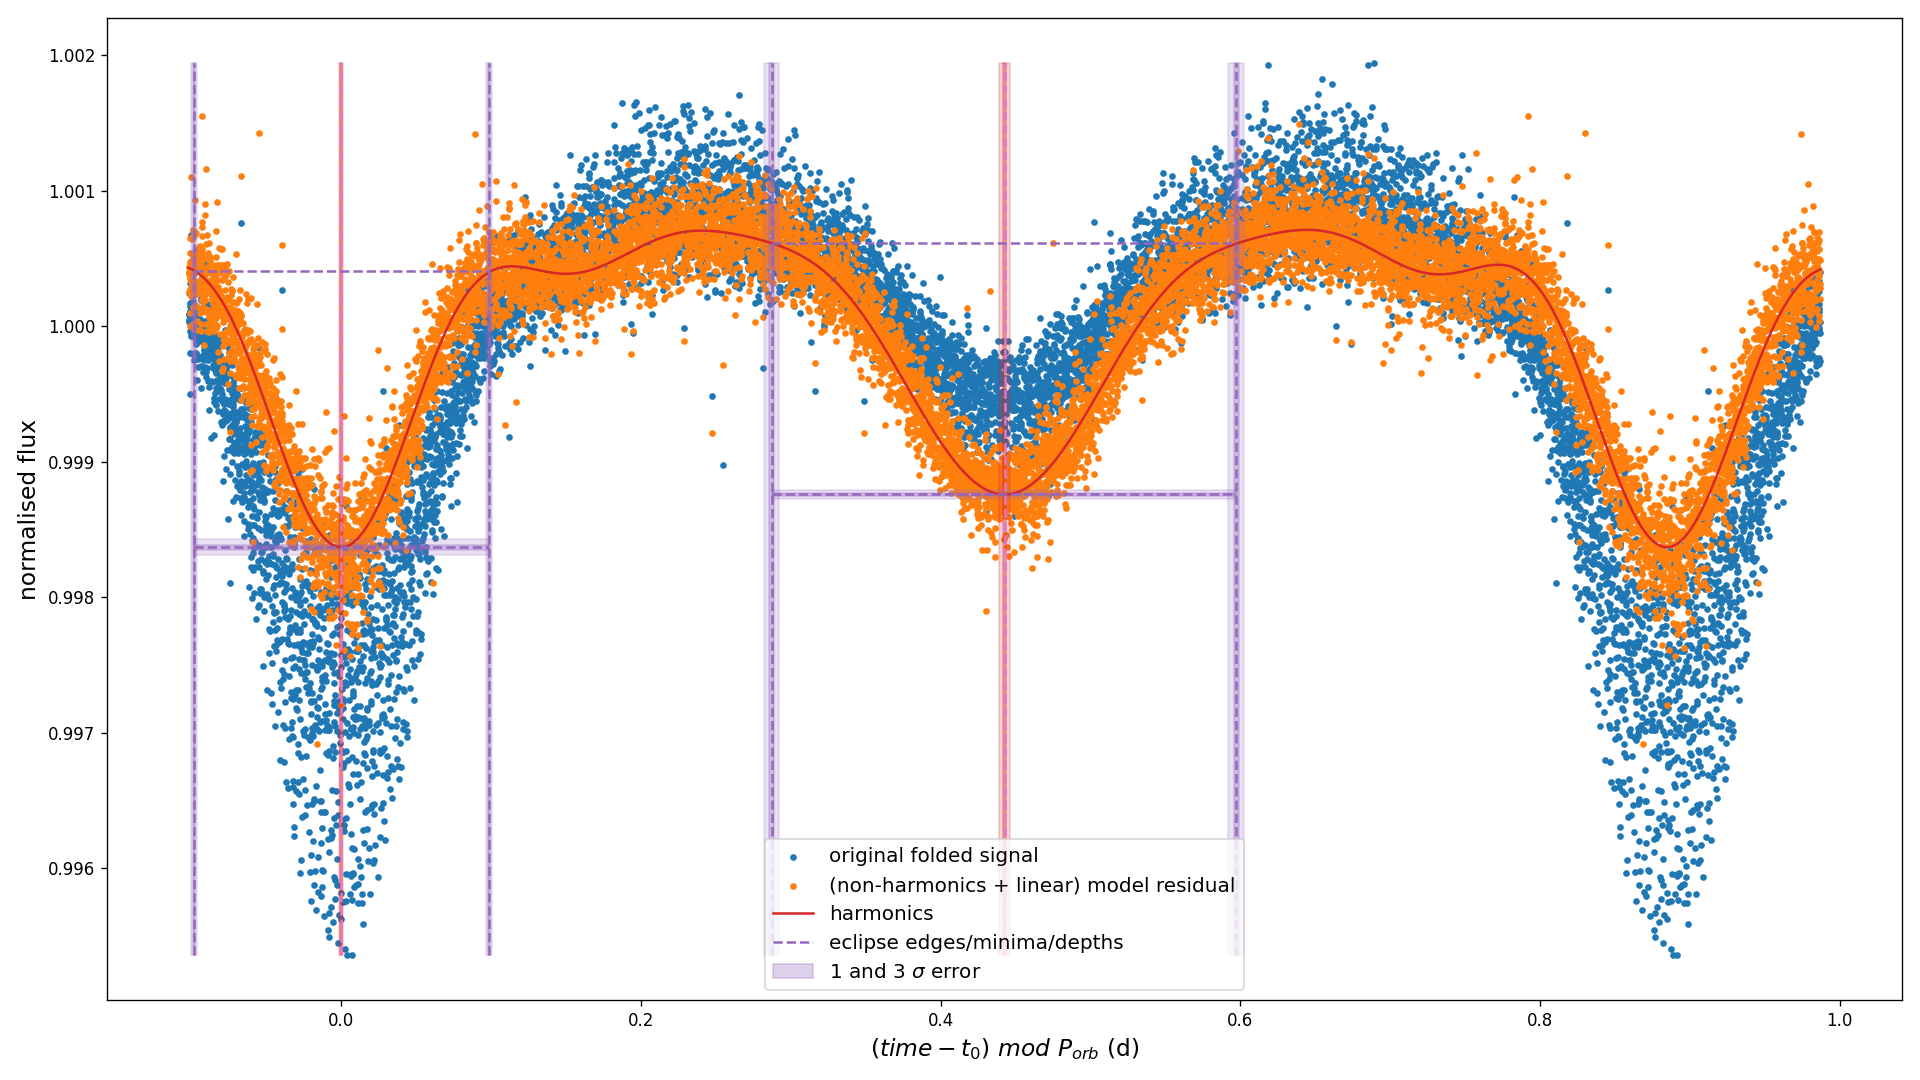 normalised flux
1.002
1.001
1.000
0.999
0.998
0.997
0.996
original folded signal
(non-harmonics + linear) model residual
harmonics
eclipse edges/minima/depths
1 and 3 σ error
0.0 0.2 0.4 0.6 0.8 1.0
(time − t₀) mod Pₒᵣb (d)